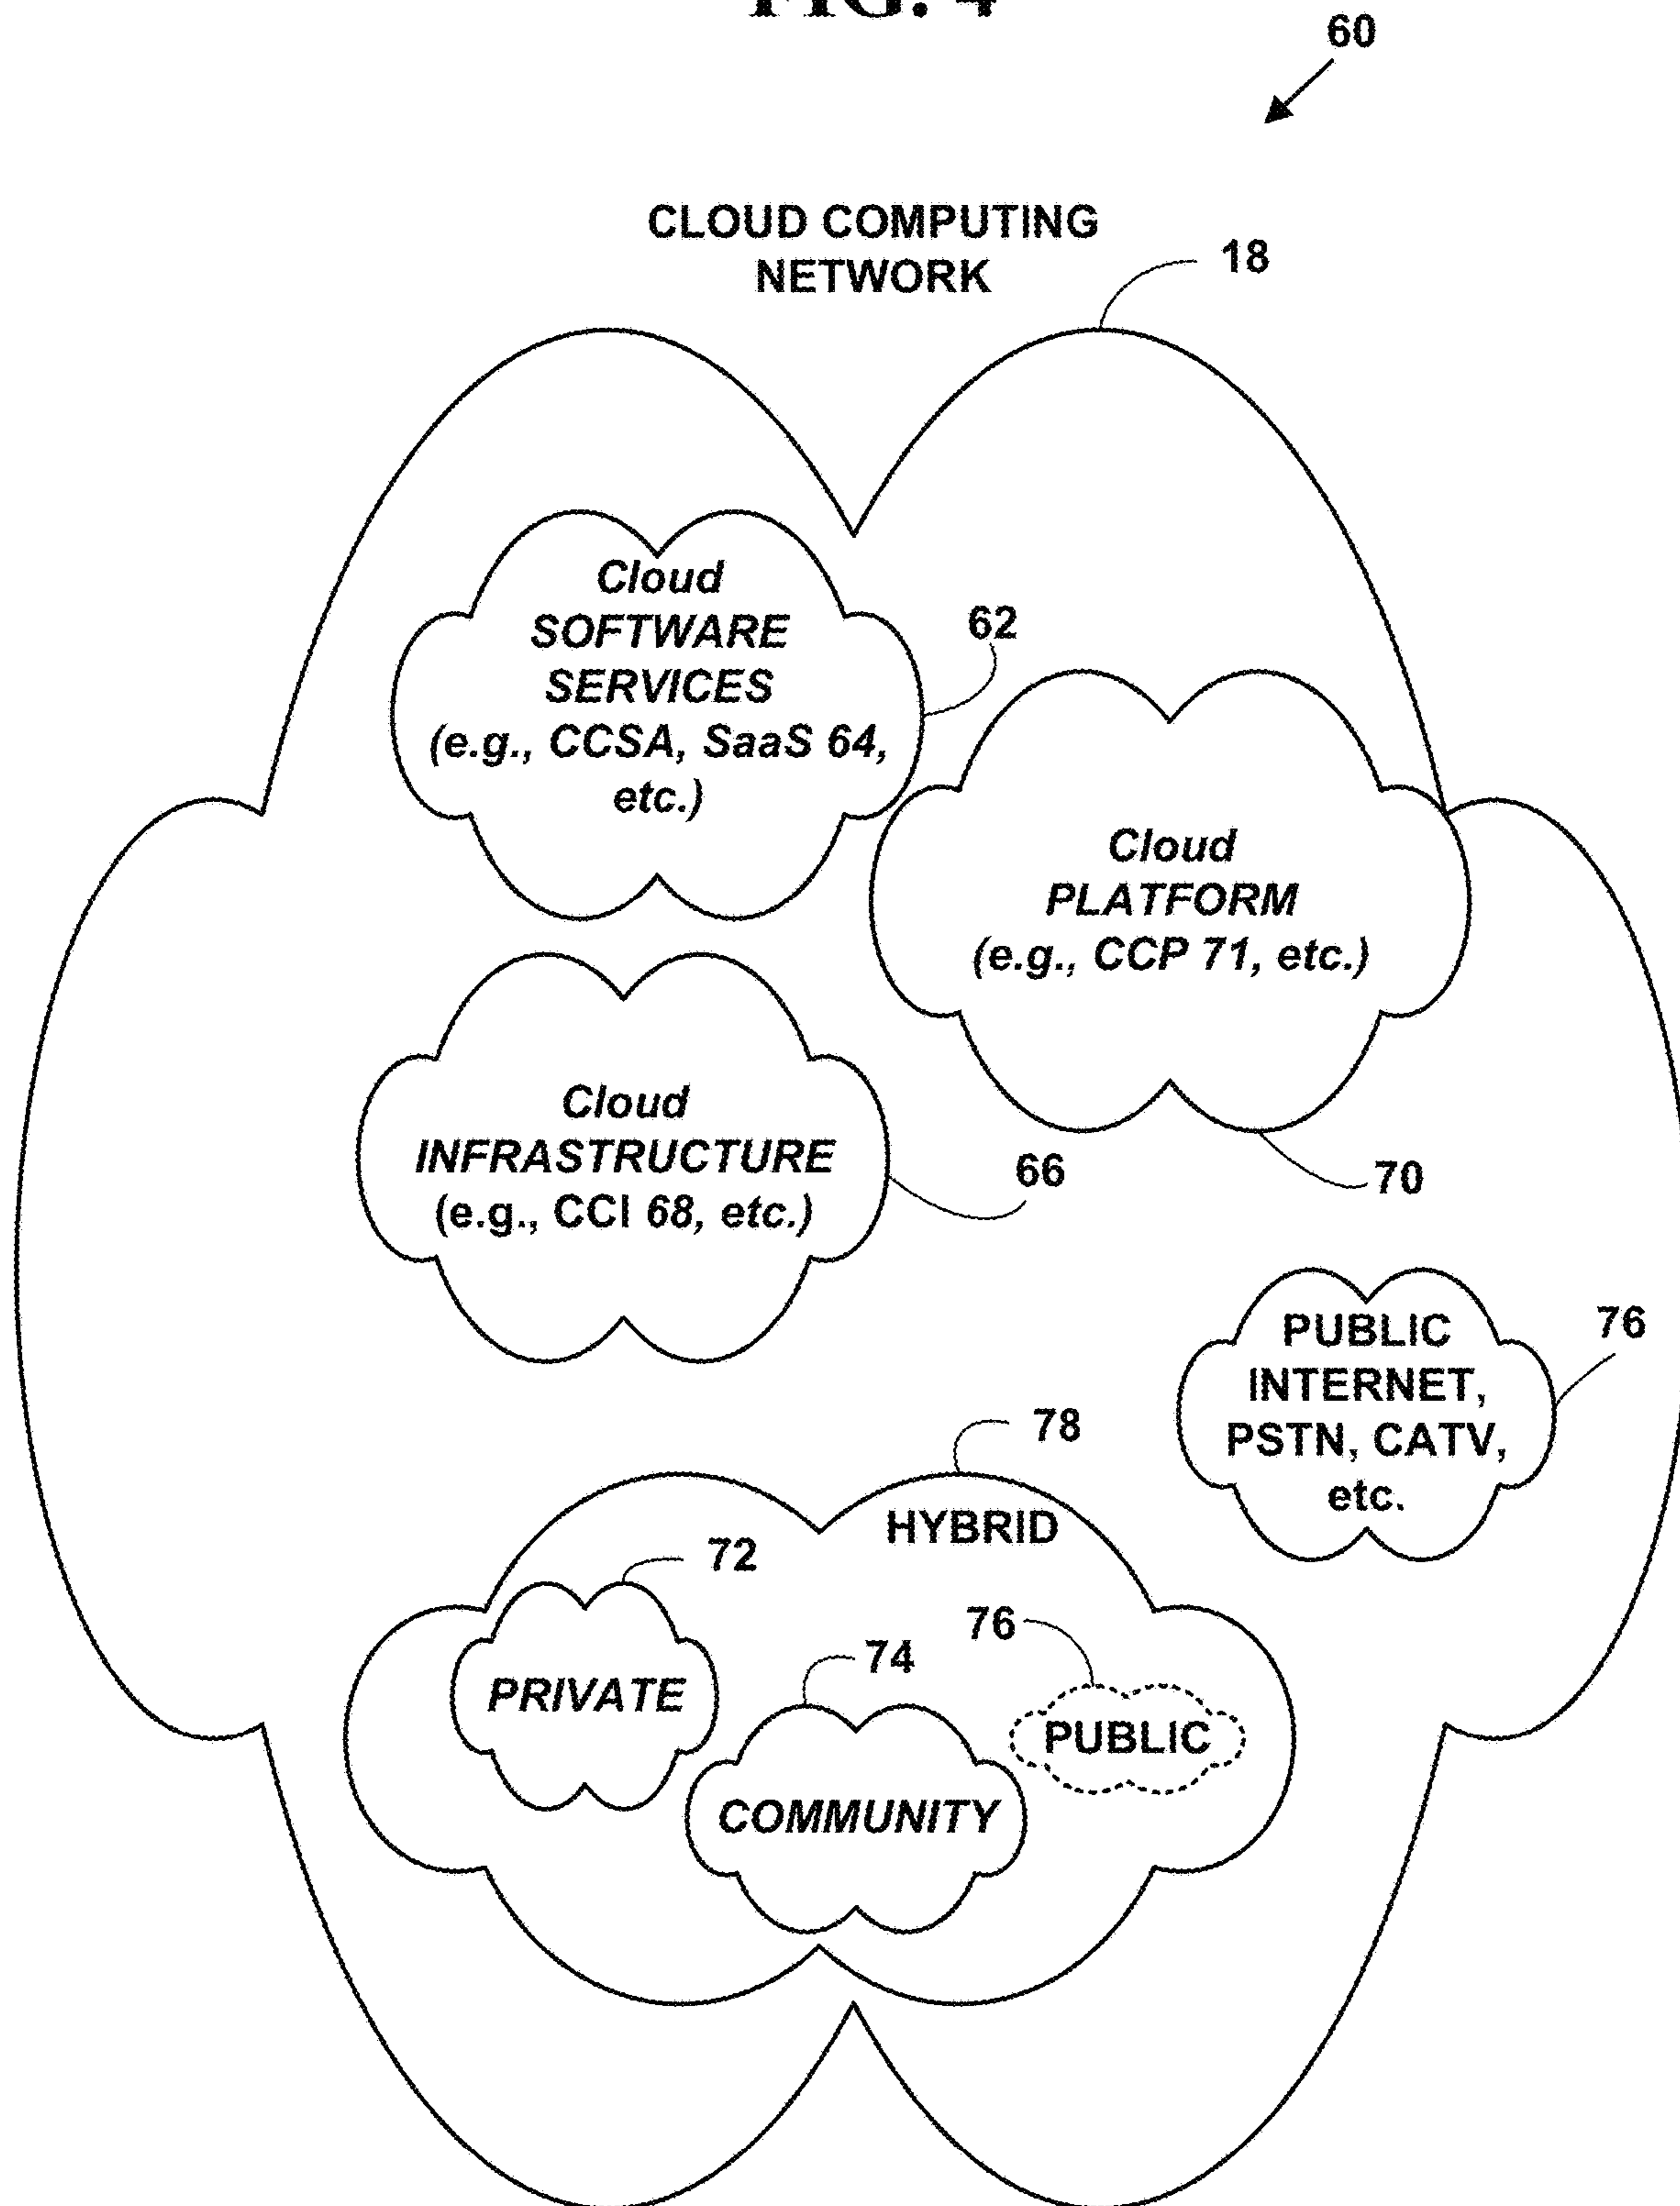 FIG. 4
60
CLOUD COMPUTING
NETWORK
18
Cloud
SOFTWARE
SERVICES
(e.g., CCSA, SaaS 64,
etc.)
62
Cloud
PLATFORM
(e.g., CCP 71, etc.)
70
Cloud
INFRASTRUCTURE
(e.g., CCI 68, etc.)
66
PUBLIC
INTERNET,
PSTN, CATV,
etc.
76
78
HYBRID
72
PRIVATE
74
COMMUNITY
76
PUBLIC